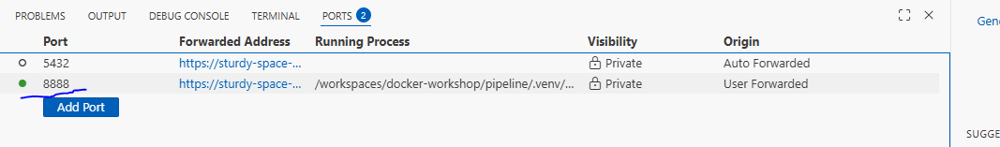 PROBLEMS OUTPUT DEBUG CONSOLE TERMINAL PORTS 2
Gen
Port Forwarded Address Running Process Visibility Origin
5432 https://sturdy-space-... Private Auto Forwarded
8888 https://sturdy-space-... /workspaces/docker-workshop/pipeline/.venv/... Private User Forwarded
Add Port
SUGGE